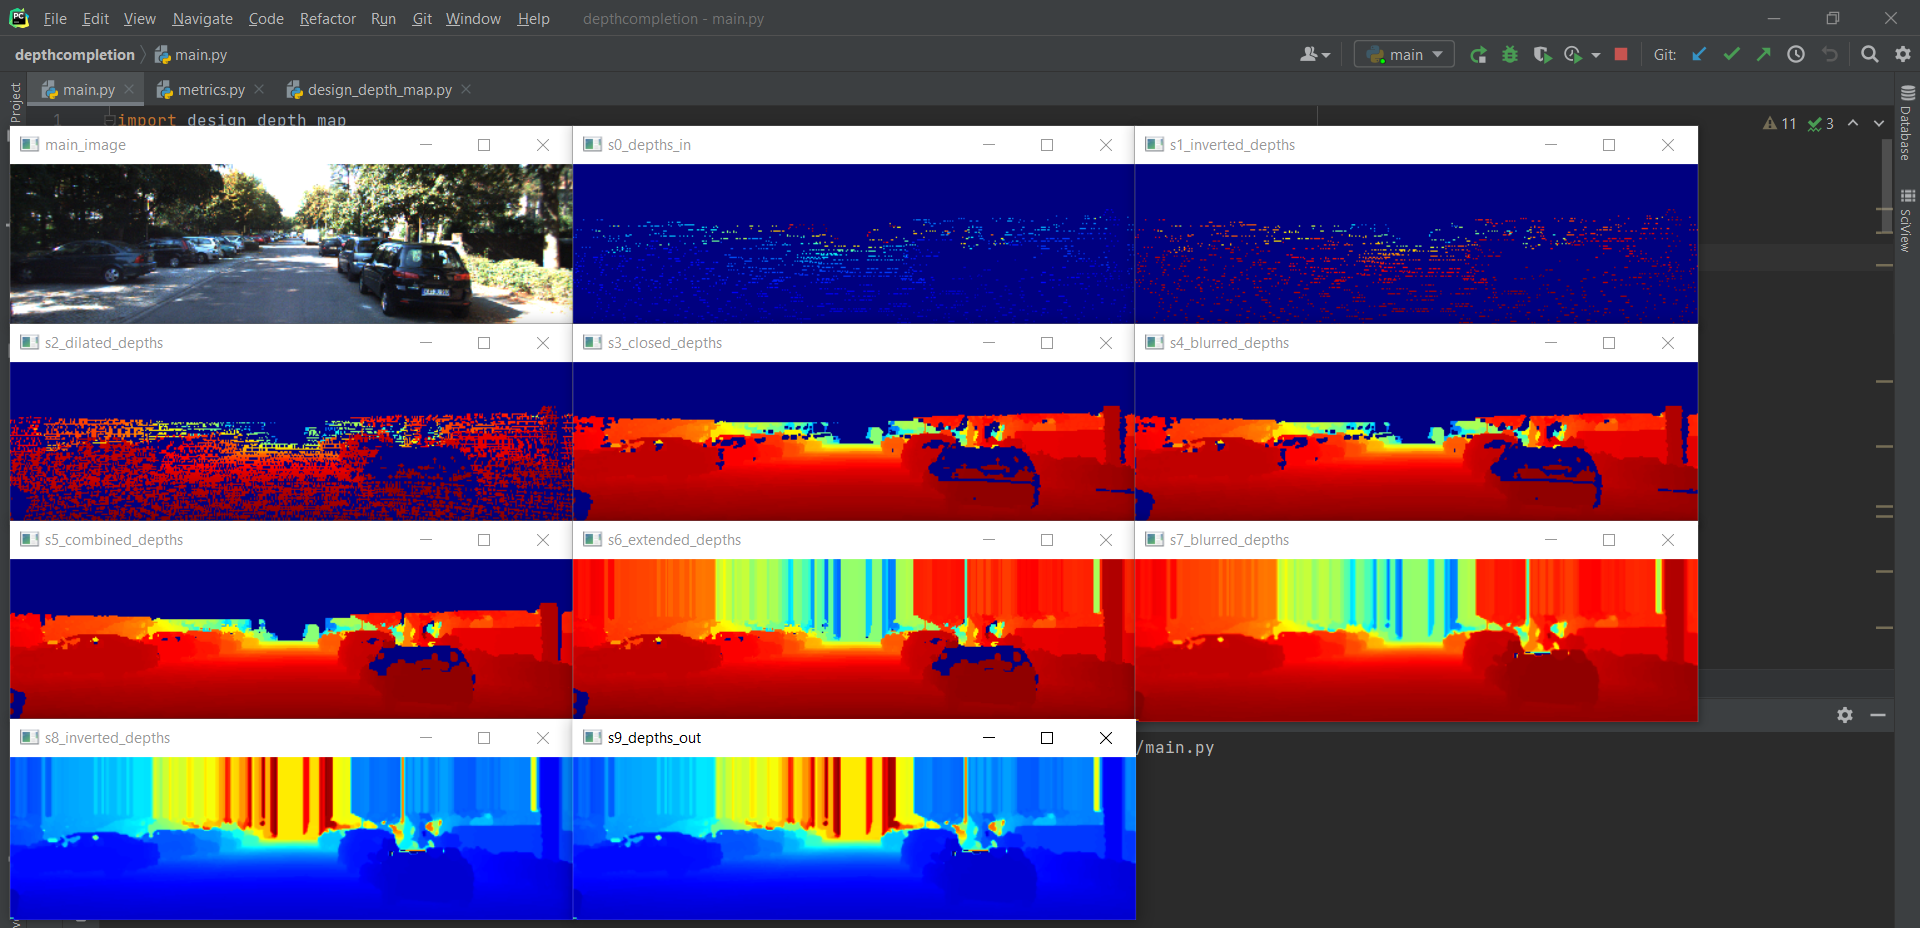 PC File Edit View Navigate Code Refactor Run Git Window Help depthcompletion - main.py
depthcompletion main.py main Git:
main.py metrics.py design_depth_map.py
Project
1 import design_depth_map
11 3
Database
SciView
main_image s0_depths_in s1_inverted_depths
s2_dilated_depths s3_closed_depths s4_blurred_depths
s5_combined_depths s6_extended_depths s7_blurred_depths
s8_inverted_depths s9_depths_out
/main.py